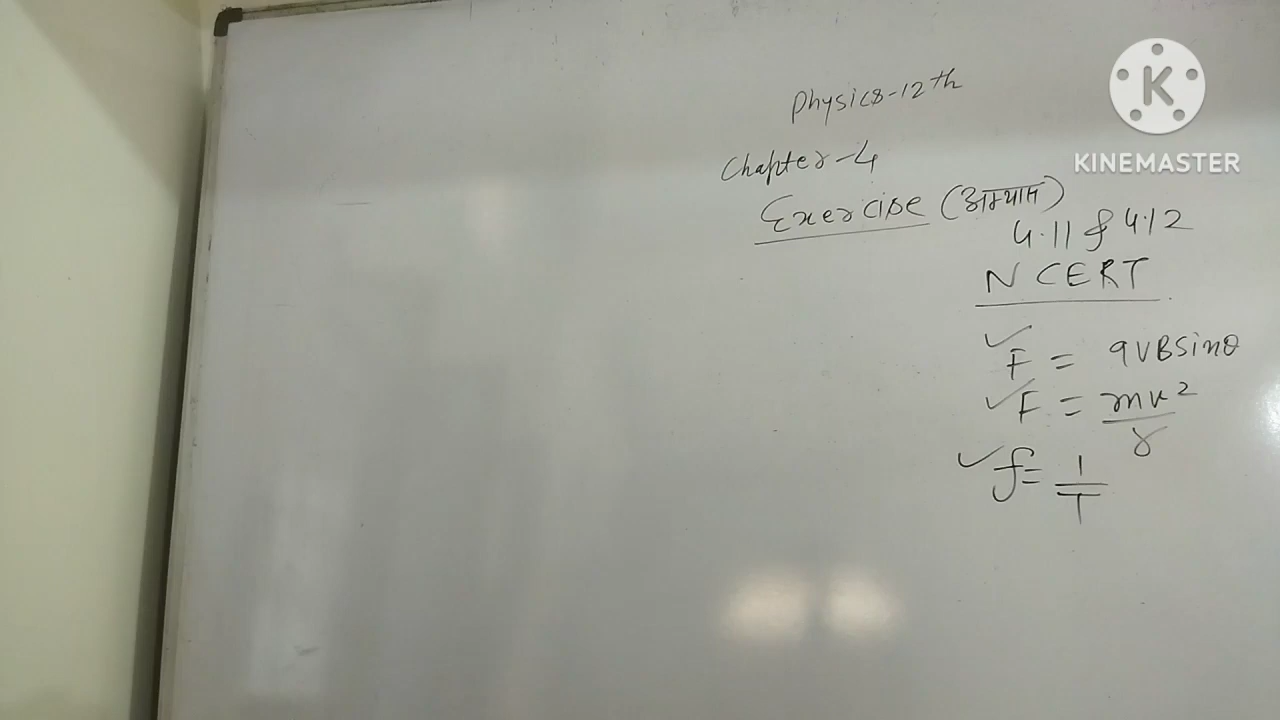 Physics-12th
Chapter-4
Exercise (अभ्यास)
4.11 & 4.12
NCERT
✓ F = qVBsinθ
✓ F = mv²/r
✓ f = 1/T
KINEMASTER